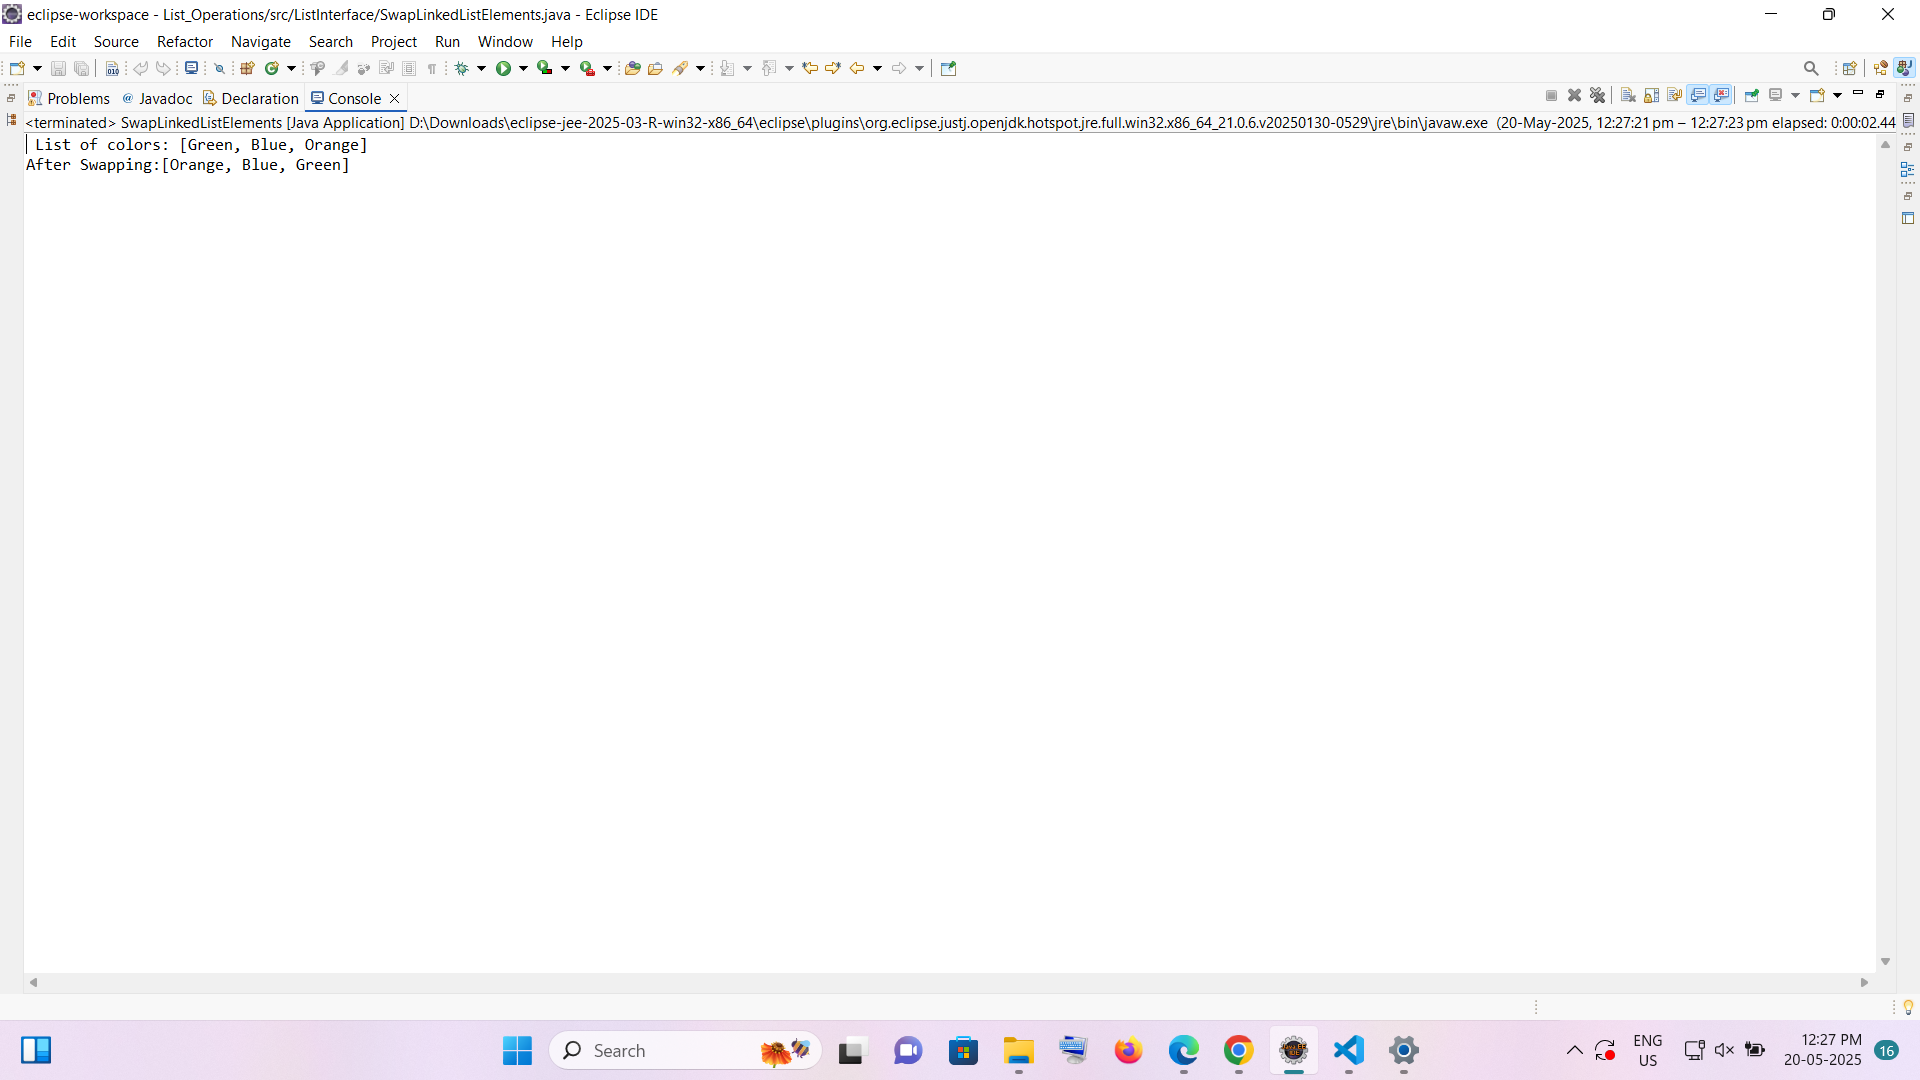 eclipse-workspace - List_Operations/src/ListInterface/SwapLinkedListElements.java - Eclipse IDE
File Edit Source Refactor Navigate Search Project Run Window Help
Problems Javadoc Declaration Console
<terminated> SwapLinkedListElements [Java Application] D:\Downloads\eclipse-jee-2025-03-R-win32-x86_64\eclipse\plugins\org.eclipse.justj.openjdk.hotspot.jre.full.win32.x86_64_21.0.6.v20250130-0529\jre\bin\javaw.exe (20-May-2025, 12:27:21 pm – 12:27:23 pm elapsed: 0:00:02.44
List of colors: [Green, Blue, Orange]
After Swapping:[Orange, Blue, Green]
Search
ENG
US
12:27 PM
20-05-2025
16